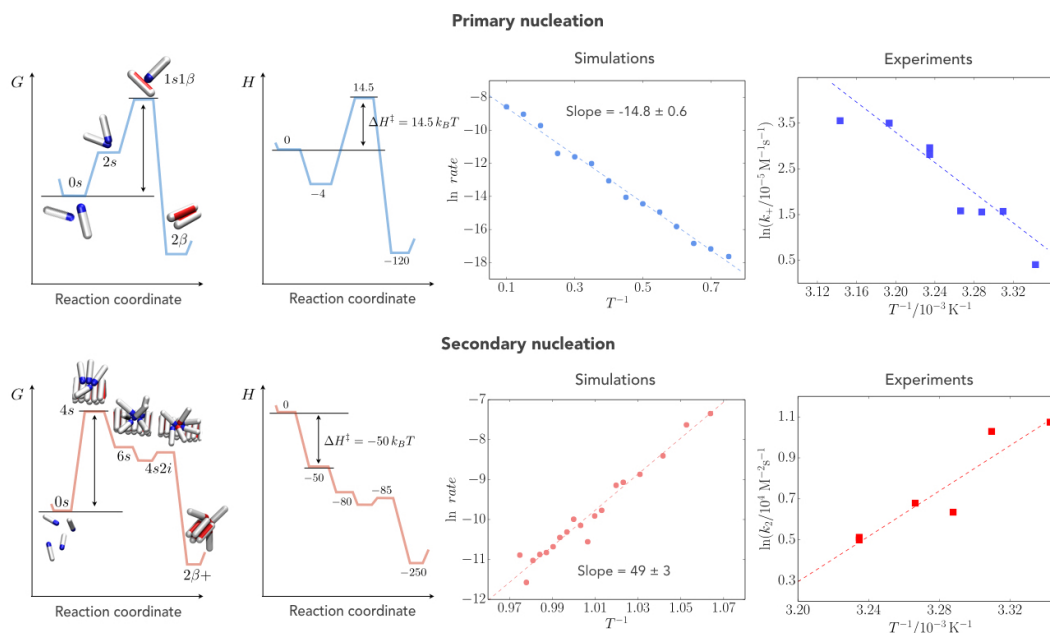 Primary nucleation
G
1s1β
2s
0s
2β
Reaction coordinate
H
14.5
0
ΔH‡ = 14.5 k_BT
−4
−120
Reaction coordinate
Simulations
Slope = -14.8 ± 0.6
ln rate
−8
−10
−12
−14
−16
−18
0.1
0.3
0.5
0.7
T⁻¹
Experiments
ln(k₊/10⁻⁵ M⁻¹s⁻¹)
3.5
2.5
1.5
0.5
3.12
3.16
3.20
3.24
3.28
3.32
T⁻¹/10⁻³ K⁻¹
Secondary nucleation
G
4s
6s
4s2i
0s
2β+
Reaction coordinate
H
0
ΔH‡ = −50 k_BT
−50
−80
−85
−250
Reaction coordinate
Simulations
ln rate
−7
−8
−9
−10
−11
−12
Slope = 49 ± 3
0.97
0.99
1.01
1.03
1.05
1.07
T⁻¹
Experiments
ln(k₂/10⁴ M⁻²s⁻¹)
1.1
0.9
0.7
0.5
0.3
3.20
3.24
3.28
3.32
T⁻¹/10⁻³ K⁻¹